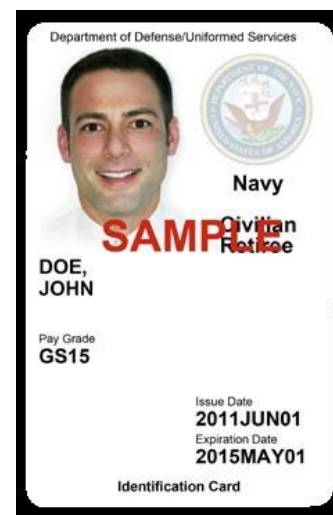 Department of Defense/Uniformed Services
Navy
Civilian
SAMPLE
Retiree
DOE,
JOHN
Pay Grade
GS15
Issue Date
2011JUN01
Expiration Date
2015MAY01
Identification Card